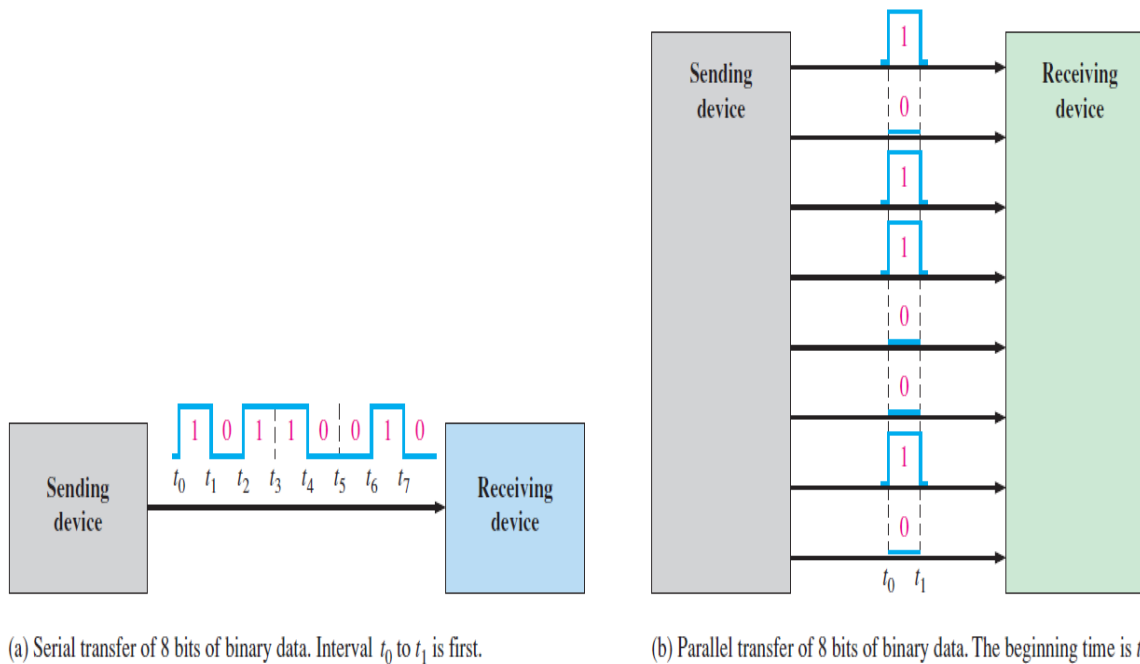 Sending
device
1 0 1 1 0 0 1 0
t0 t1 t2 t3 t4 t5 t6 t7
Receiving
device
(a) Serial transfer of 8 bits of binary data. Interval t0 to t1 is first.
Sending
device
1
0
1
1
0
0
1
0
t0 t1
Receiving
device
(b) Parallel transfer of 8 bits of binary data. The beginning time is t